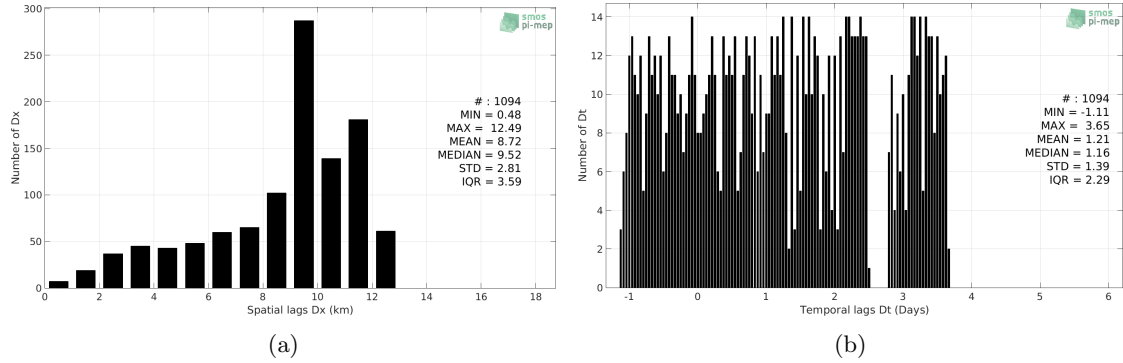 300
250
200
150
100
50
0
Number of Dx
0 2 4 6 8 10 12 14 16 18
Spatial lags Dx (km)
smos
pi-mep
# : 1094
MIN = 0.48
MAX = 12.49
MEAN = 8.72
MEDIAN = 9.52
STD = 2.81
IQR = 3.59
(a)
14
12
10
8
6
4
2
0
Number of Dt
-1 0 1 2 3 4 5 6
Temporal lags Dt (Days)
smos
pi-mep
# : 1094
MIN = -1.11
MAX = 3.65
MEAN = 1.21
MEDIAN = 1.16
STD = 1.39
IQR = 2.29
(b)